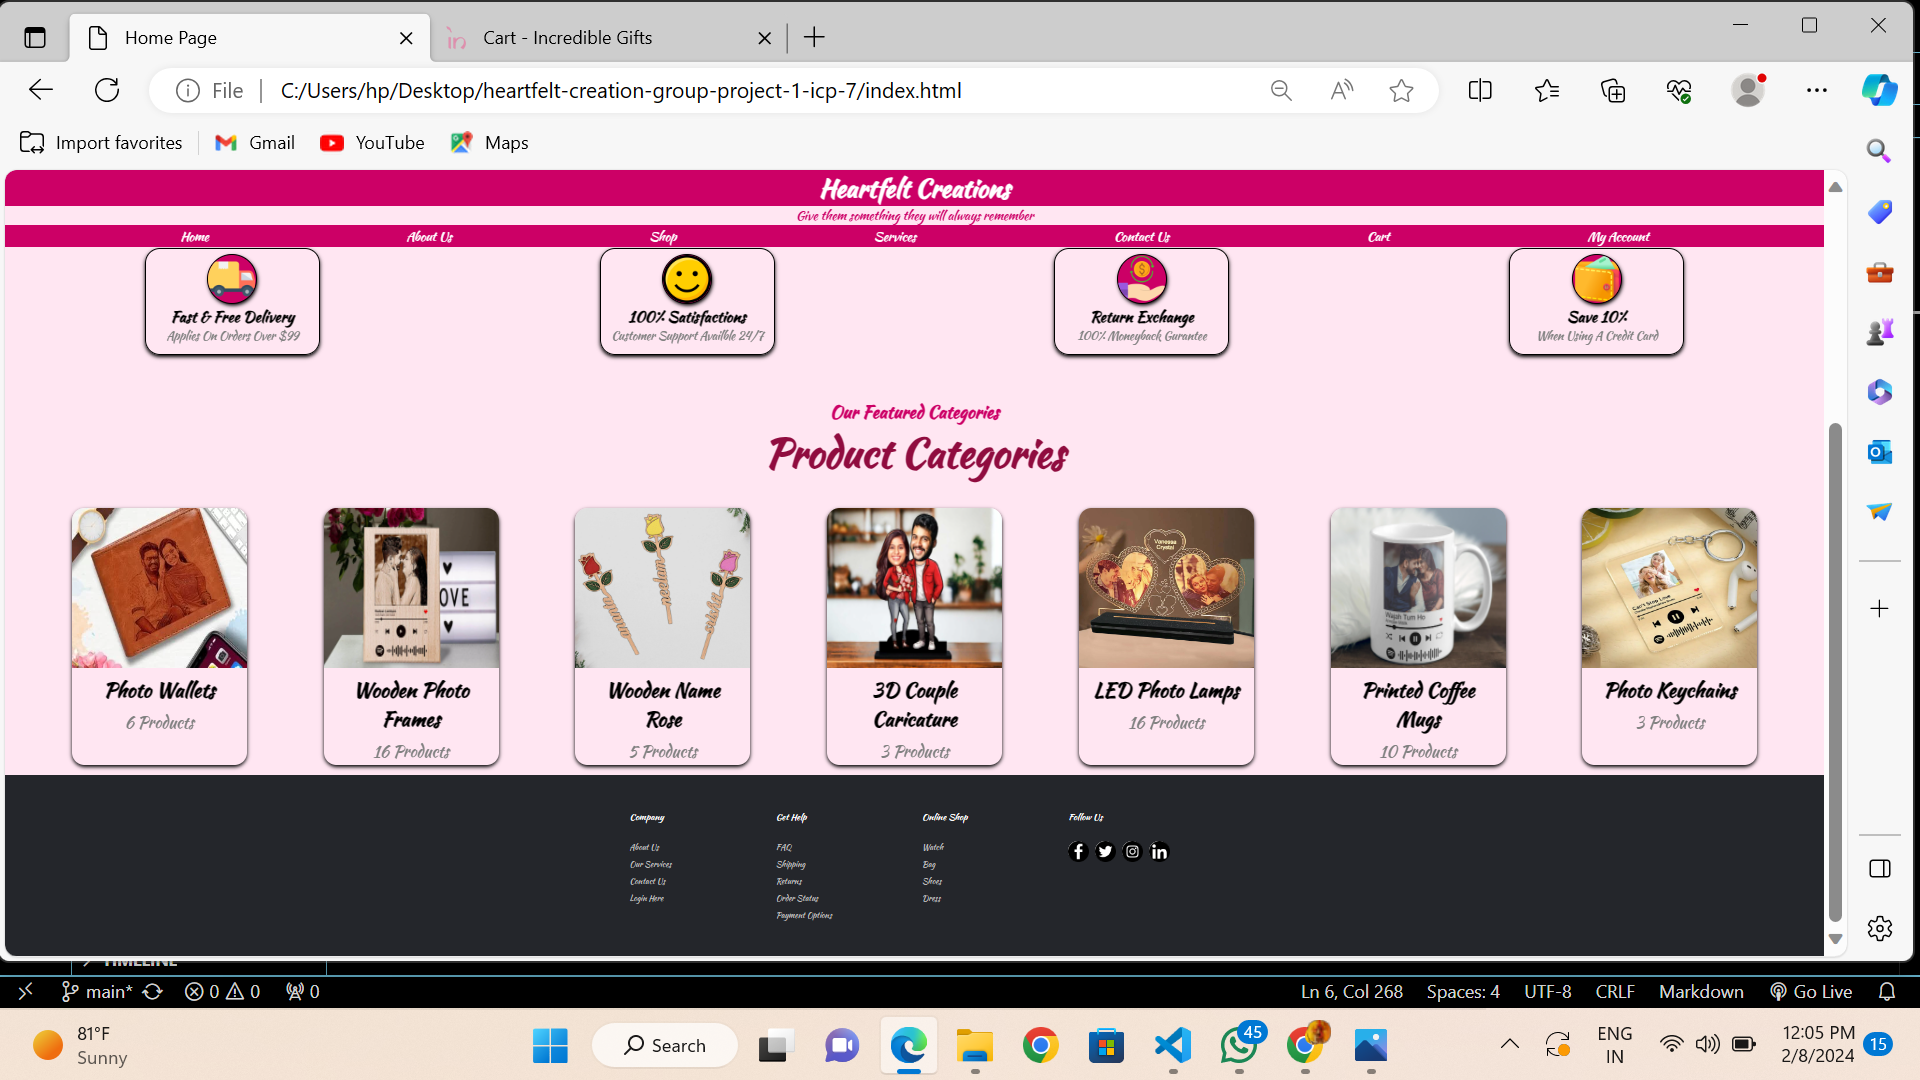 Home Page
in Cart - Incredible Gifts
File C:/Users/hp/Desktop/heartfelt-creation-group-project-1-icp-7/index.html
Import favorites Gmail YouTube Maps
Heartfelt Creations
Give them something they will always remember
Home About Us Shop Services Contact Us Cart My Account
Fast & Free Delivery
Applies On Orders Over $99
100% Satisfactions
Customer Support Availble 24/7
Return Exchange
100% Moneyback Gurantee
Save 10%
When Using A Credit Card
Our Featured Categories
Product Categories
Photo Wallets
6 Products
Wooden Photo
Frames
16 Products
Wooden Name
Rose
5 Products
3D Couple
Caricature
3 Products
Vanessa
Crystal
LED Photo Lamps
16 Products
Printed Coffee
Mugs
10 Products
Can't Stop Love
Photo Keychains
3 Products
Company
About Us
Our Services
Contact Us
Login Here
Get Help
FAQ
Shipping
Returns
Order Status
Payment Options
Online Shop
Watch
Bag
Shoes
Dress
Follow Us
TIMELINE
main* 0 0 0 Ln 6, Col 268 Spaces: 4 UTF-8 CRLF Markdown Go Live
81°F
Sunny
Search
45
ENG
IN
12:05 PM
2/8/2024
15